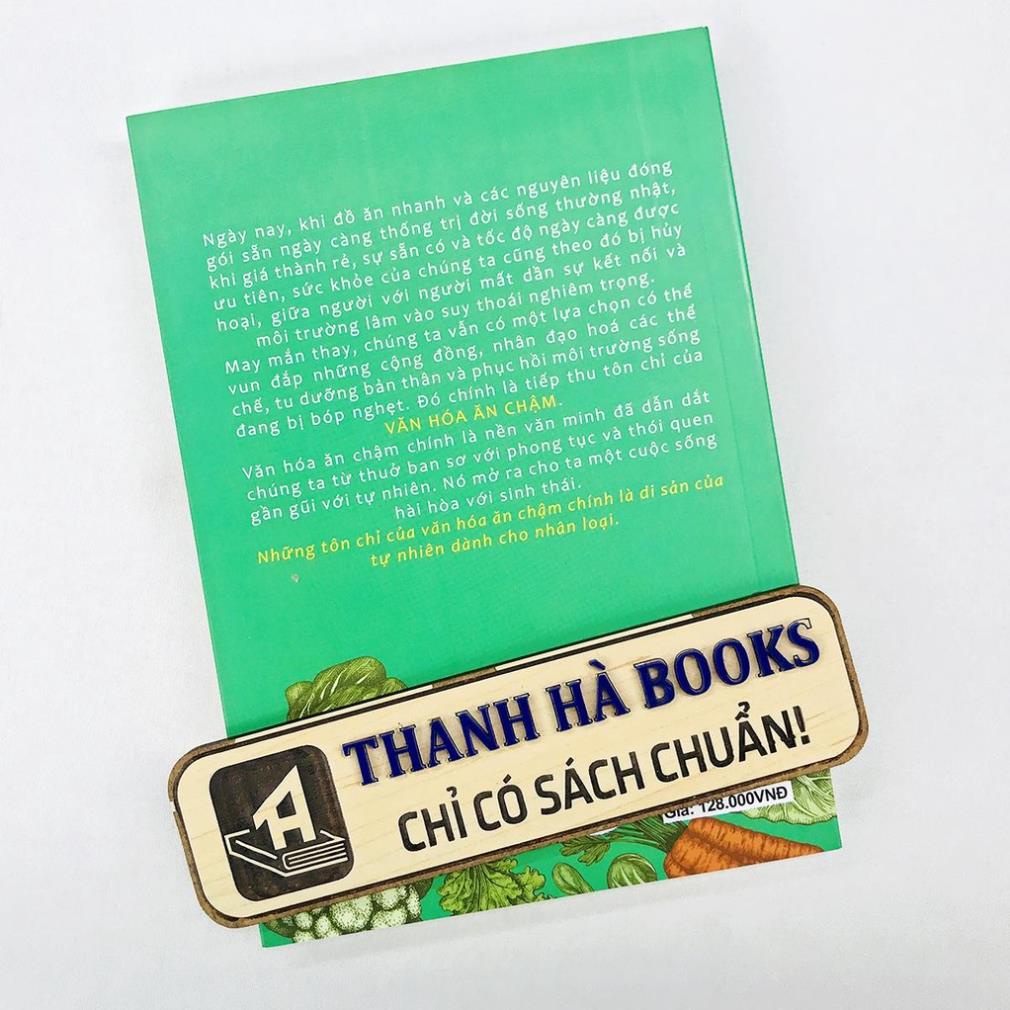 Ngày nay, khi đồ ăn nhanh và các nguyên liệu đóng
gói sẵn ngày càng thống trị đời sống thường nhật,
khi giá thành rẻ, sự sẵn có và tốc độ ngày càng được
ưu tiên, sức khỏe của chúng ta cũng theo đó bị hủy
hoại, giữa người với người mất dần sự kết nối và
môi trường lâm vào suy thoái nghiêm trọng.
May mắn thay, chúng ta vẫn có một lựa chọn có thể
vun đắp những cộng đồng, nhân đạo hoá các thể
chế, tu dưỡng bản thân và phục hồi môi trường sống
đang bị bóp nghẹt. Đó chính là tiếp thu tôn chỉ của
VĂN HÓA ĂN CHẬM.
Văn hóa ăn chậm chính là nền văn minh đã dẫn dắt
chúng ta từ thuở ban sơ với phong tục và thói quen
gần gũi với tự nhiên. Nó mở ra cho ta một cuộc sống
hài hòa với sinh thái.
Những tôn chỉ của văn hóa ăn chậm chính là di sản của
tự nhiên dành cho nhân loại.
THANH HÀ BOOKS
CHỈ CÓ SÁCH CHUẨN!
Giá: 128.000VNĐ